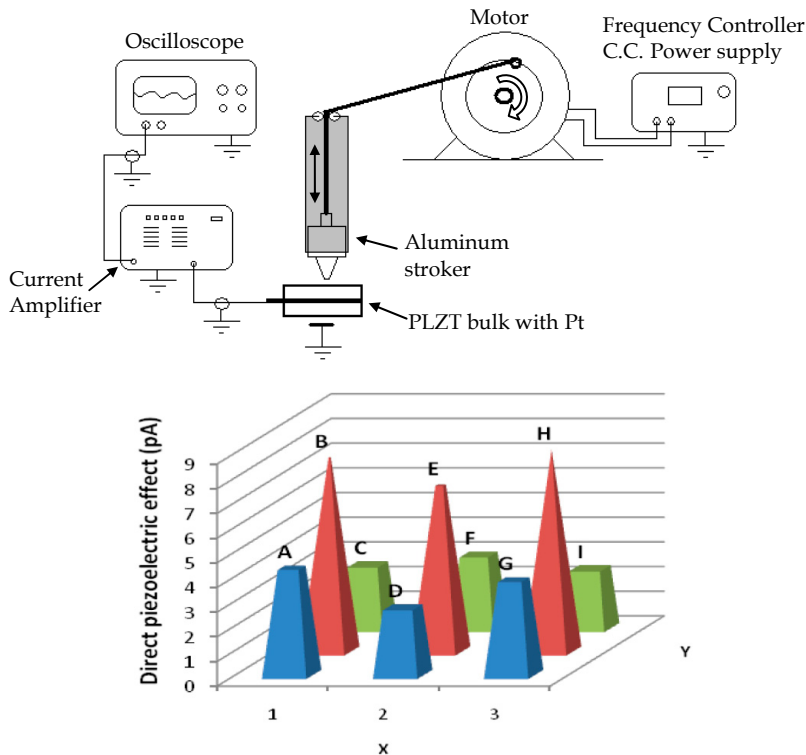 Oscilloscope
Motor
Frequency Controller
C.C. Power supply
Aluminum
stroker
Current
Amplifier
PLZT bulk with Pt
Direct piezoelectric effect (pA)
9
8
7
6
5
4
3
2
1
0
A
B
C
D
E
F
G
H
I
1
2
3
X
Y